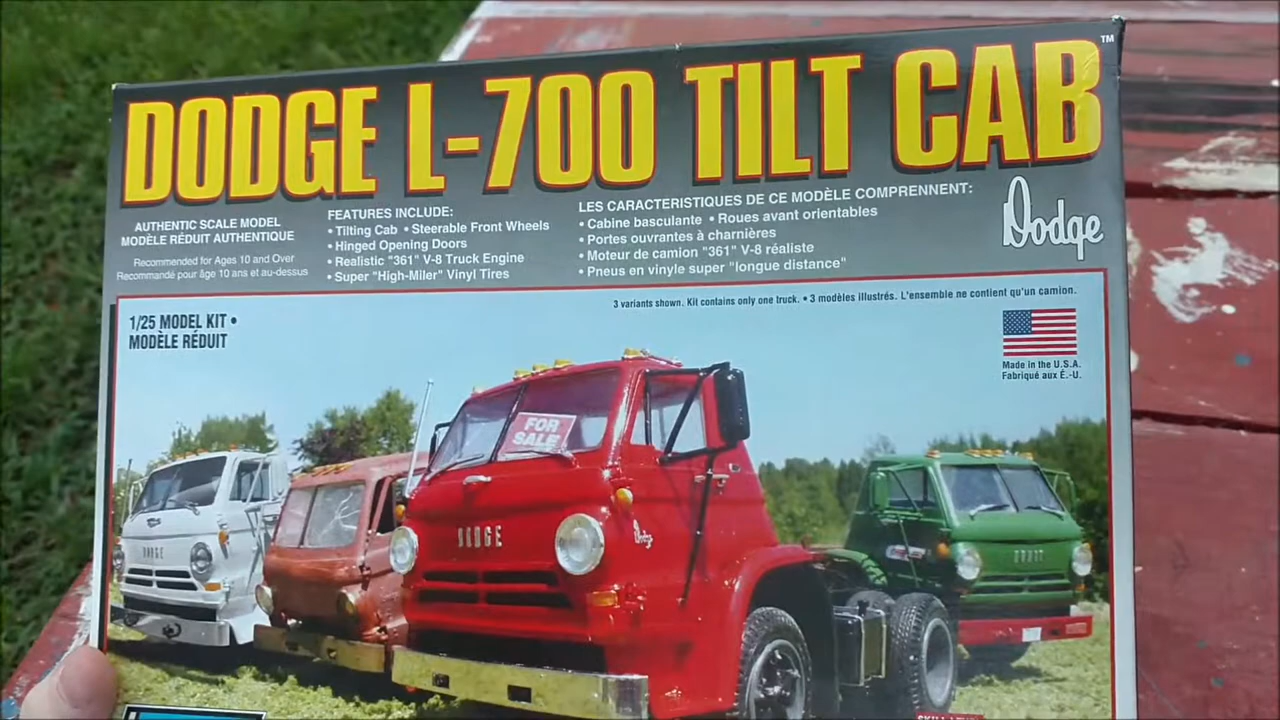 DODGE L-700 TILT CAB™
AUTHENTIC SCALE MODEL
MODÈLE RÉDUIT AUTHENTIQUE
Recommended for Ages 10 and Over
Recommandé pour âge 10 ans et au-dessus
FEATURES INCLUDE:
• Tilting Cab • Steerable Front Wheels
• Hinged Opening Doors
• Realistic "361" V-8 Truck Engine
• Super "High-Miler" Vinyl Tires
LES CARACTERISTIQUES DE CE MODÈLE COMPRENNENT:
• Cabine basculante • Roues avant orientables
• Portes ouvrantes à charnières
• Moteur de camion "361" V-8 réaliste
• Pneus en vinyle super "longue distance"
Dodge
3 variants shown. Kit contains only one truck. • 3 modèles illustrés. L'ensemble ne contient qu'un camion.
1/25 MODEL KIT •
MODÈLE RÉDUIT
Made in the U.S.A.
Fabriqué aux É.-U.
FOR
SALE
DODGE
DODGE
Dodge